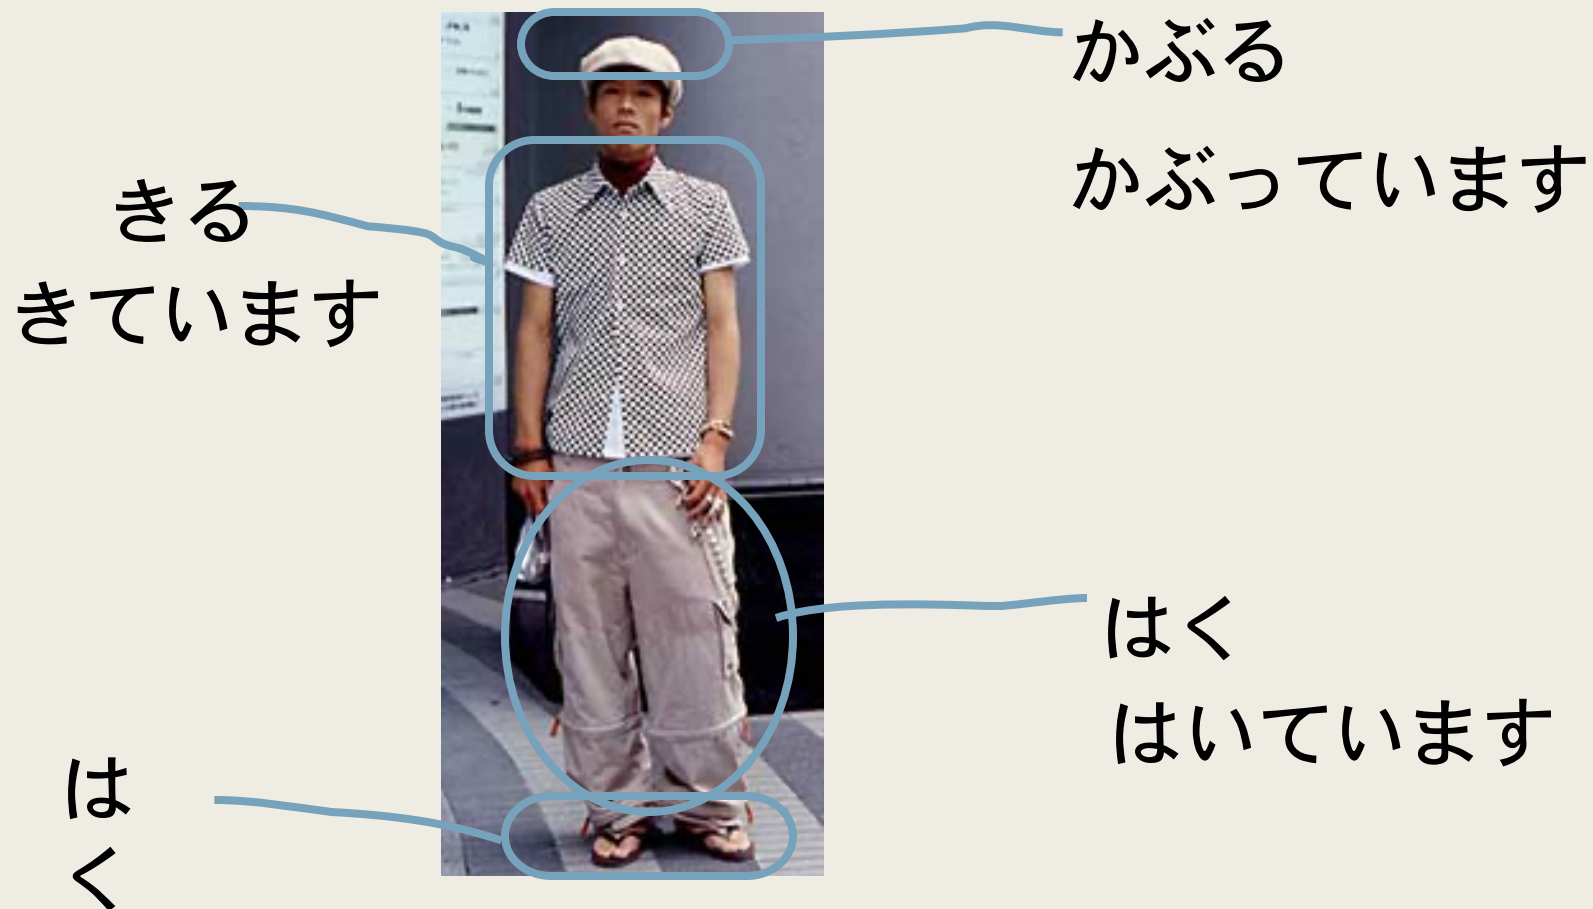 かぶる
かぶっています
きる
きています
はく
はいています
は
く